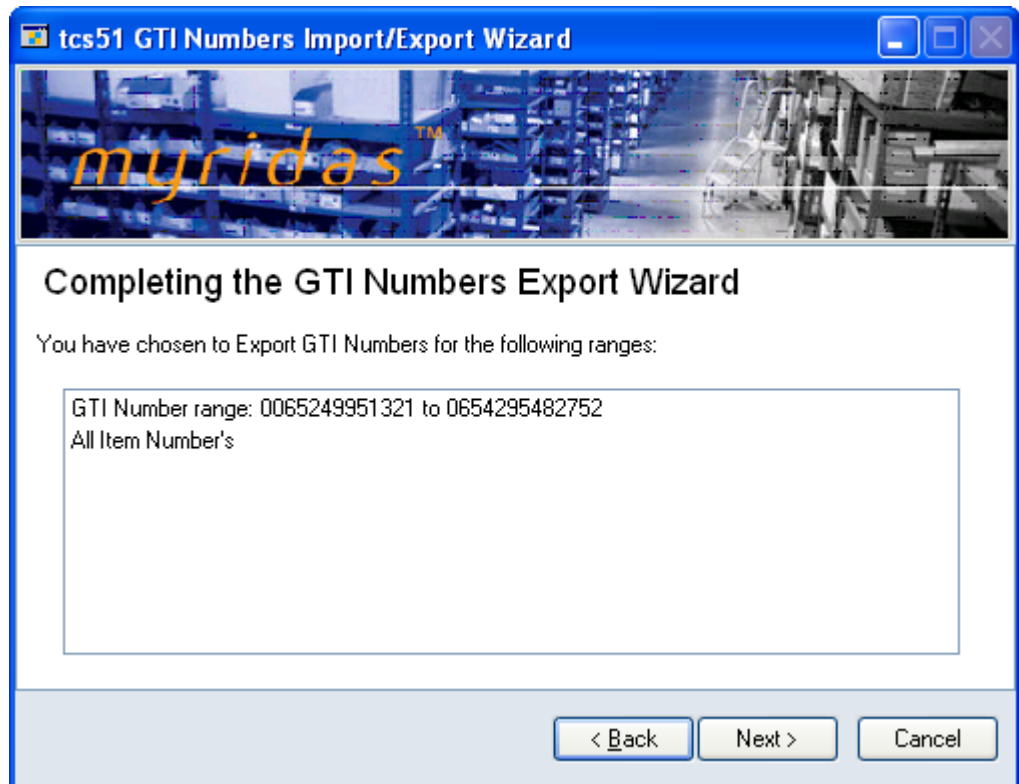 tcs51 GTI Numbers Import/Export Wizard
myridas™
Completing the GTI Numbers Export Wizard
You have chosen to Export GTI Numbers for the following ranges:
GTI Number range: 0065249951321 to 0654295482752
All Item Number's
< Back Next > Cancel